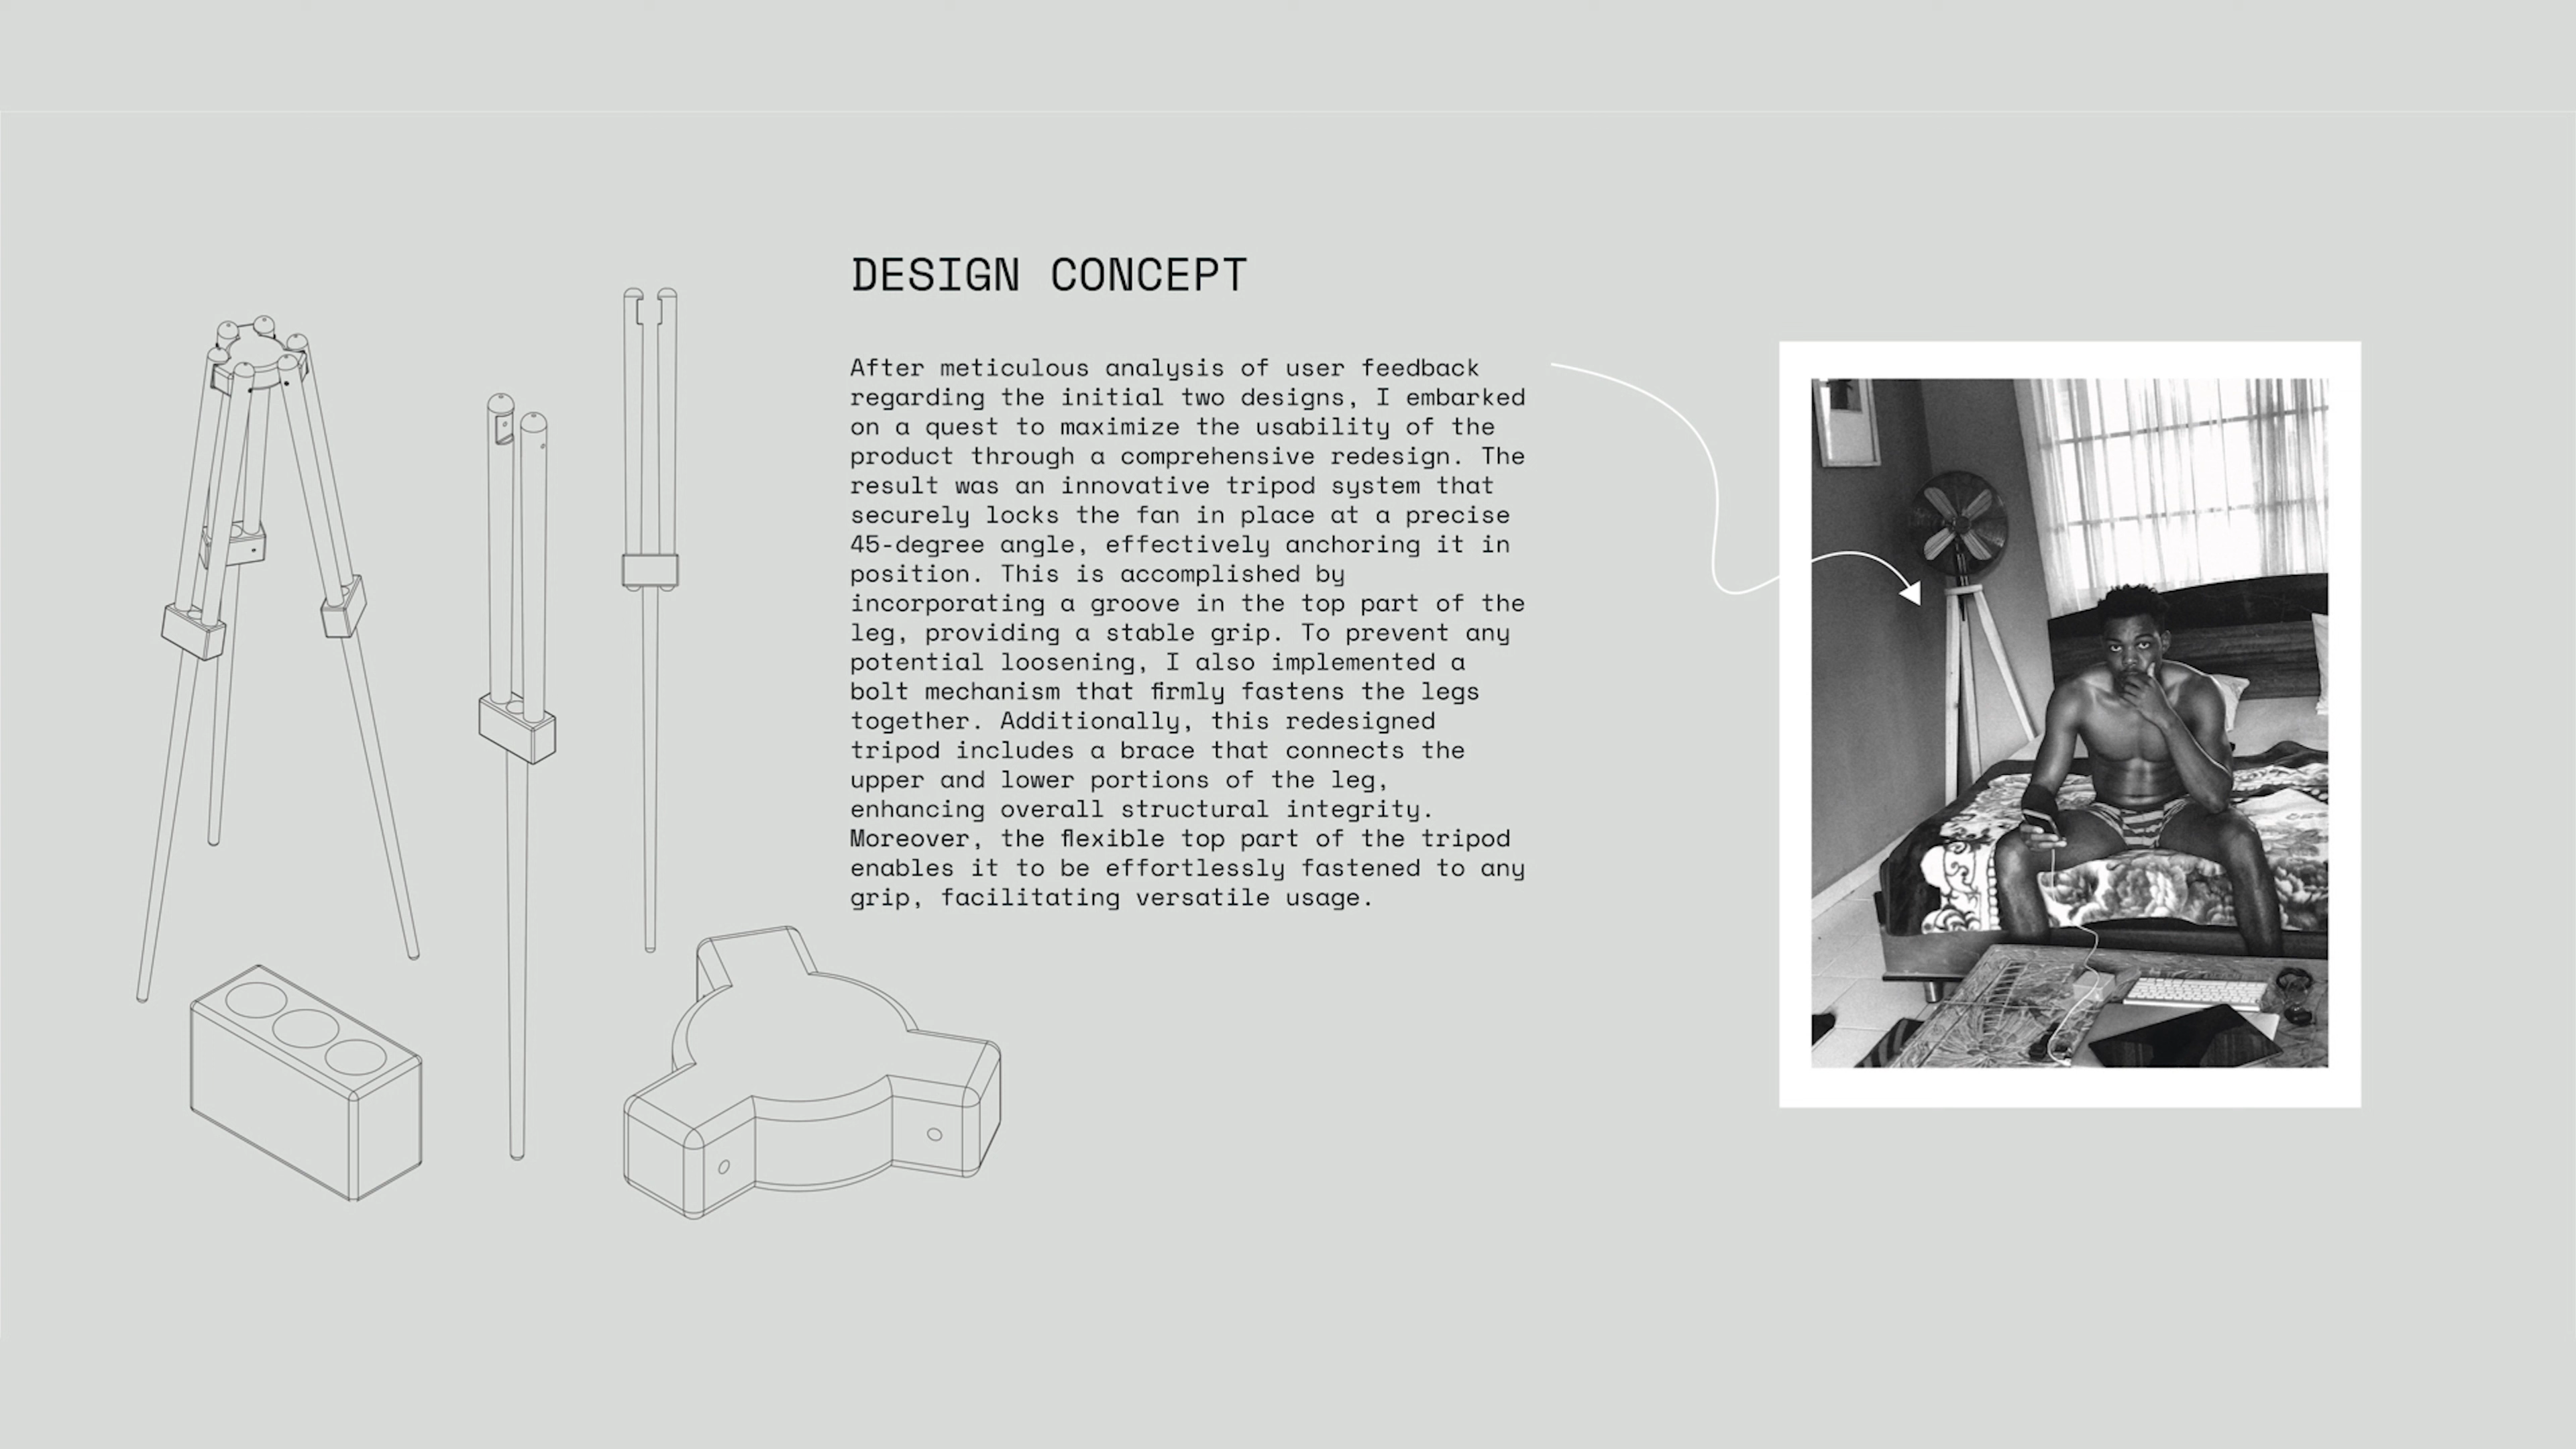 DESIGN CONCEPT
After meticulous analysis of user feedback
regarding the initial two designs, I embarked
on a quest to maximize the usability of the
product through a comprehensive redesign. The
result was an innovative tripod system that
securely locks the fan in place at a precise
45-degree angle, effectively anchoring it in
position. This is accomplished by
incorporating a groove in the top part of the
leg, providing a stable grip. To prevent any
potential loosening, I also implemented a
bolt mechanism that firmly fastens the legs
together. Additionally, this redesigned
tripod includes a brace that connects the
upper and lower portions of the leg,
enhancing overall structural integrity.
Moreover, the flexible top part of the tripod
enables it to be effortlessly fastened to any
grip, facilitating versatile usage.